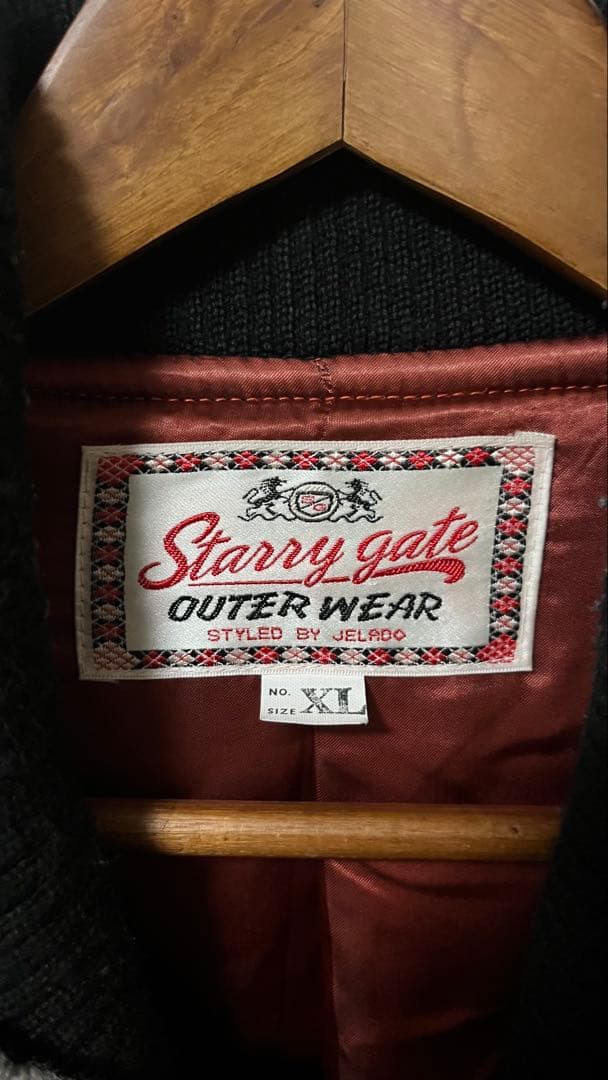 Starry gate
OUTER WEAR
STYLED BY JELADO
NO.
SIZE XL